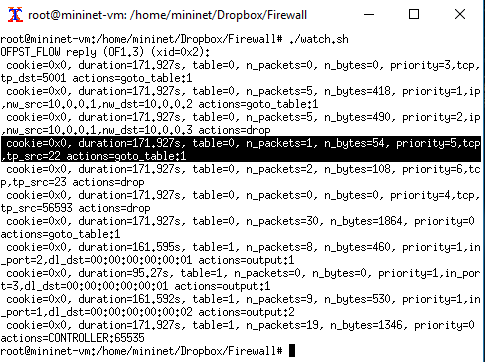 root@mininet-vm: /home/mininet/Dropbox/Firewall
root@mininet-vm:/home/mininet/Dropbox/Firewall# ./watch.sh
OFPST_FLOW reply (OF1.3) (xid=0x2):
cookie=0x0, duration=171.927s, table=0, n_packets=0, n_bytes=0, priority=3,tcp,
tp_dst=5001 actions=goto_table:1
cookie=0x0, duration=171.927s, table=0, n_packets=5, n_bytes=418, priority=1,ip
,nw_src=10.0.0.1,nw_dst=10.0.0.2 actions=goto_table:1
cookie=0x0, duration=171.927s, table=0, n_packets=5, n_bytes=490, priority=2,ip
,nw_src=10.0.0.1,nw_dst=10.0.0.3 actions=drop
cookie=0x0, duration=171.927s, table=0, n_packets=1, n_bytes=54, priority=5,tcp
,tp_src=22 actions=goto_table:1
cookie=0x0, duration=171.927s, table=0, n_packets=2, n_bytes=108, priority=6,tc
p,tp_src=23 actions=drop
cookie=0x0, duration=171.927s, table=0, n_packets=0, n_bytes=0, priority=4,tcp,
tp_src=56593 actions=drop
cookie=0x0, duration=171.927s, table=0, n_packets=30, n_bytes=1864, priority=0
actions=goto_table:1
cookie=0x0, duration=161.595s, table=1, n_packets=8, n_bytes=460, priority=1,in
_port=2,dl_dst=00:00:00:00:00:01 actions=output:1
cookie=0x0, duration=95.27s, table=1, n_packets=0, n_bytes=0, priority=1,in_por
t=3,dl_dst=00:00:00:00:00:01 actions=output:1
cookie=0x0, duration=161.592s, table=1, n_packets=9, n_bytes=530, priority=1,in
_port=1,dl_dst=00:00:00:00:00:02 actions=output:2
cookie=0x0, duration=171.927s, table=1, n_packets=19, n_bytes=1346, priority=0
actions=CONTROLLER:65535
root@mininet-vm:/home/mininet/Dropbox/Firewall#